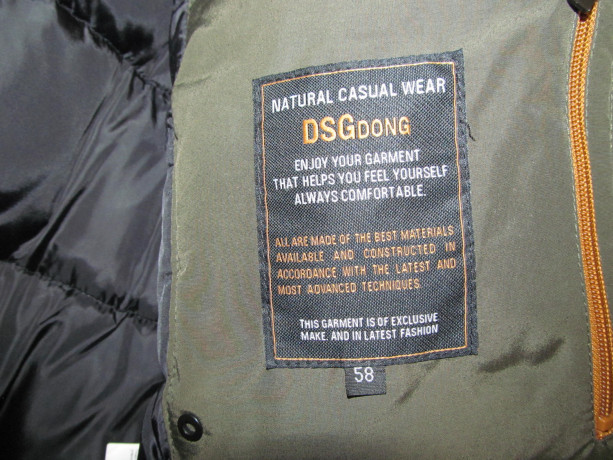 NATURAL CASUAL WEAR
DSGDONG
ENJOY YOUR GARMENT
THAT HELPS YOU FEEL YOURSELF
ALWAYS COMFORTABLE.
ALL ARE MADE OF THE BEST MATERIALS
AVAILABLE AND CONSTRUCTED IN
ACCORDANCE WITH THE LATEST AND
MOST ADVANCED TECHNIQUES
THIS GARMENT IS OF EXCLUSIVE
MAKE. AND IN LATEST FASHION
58